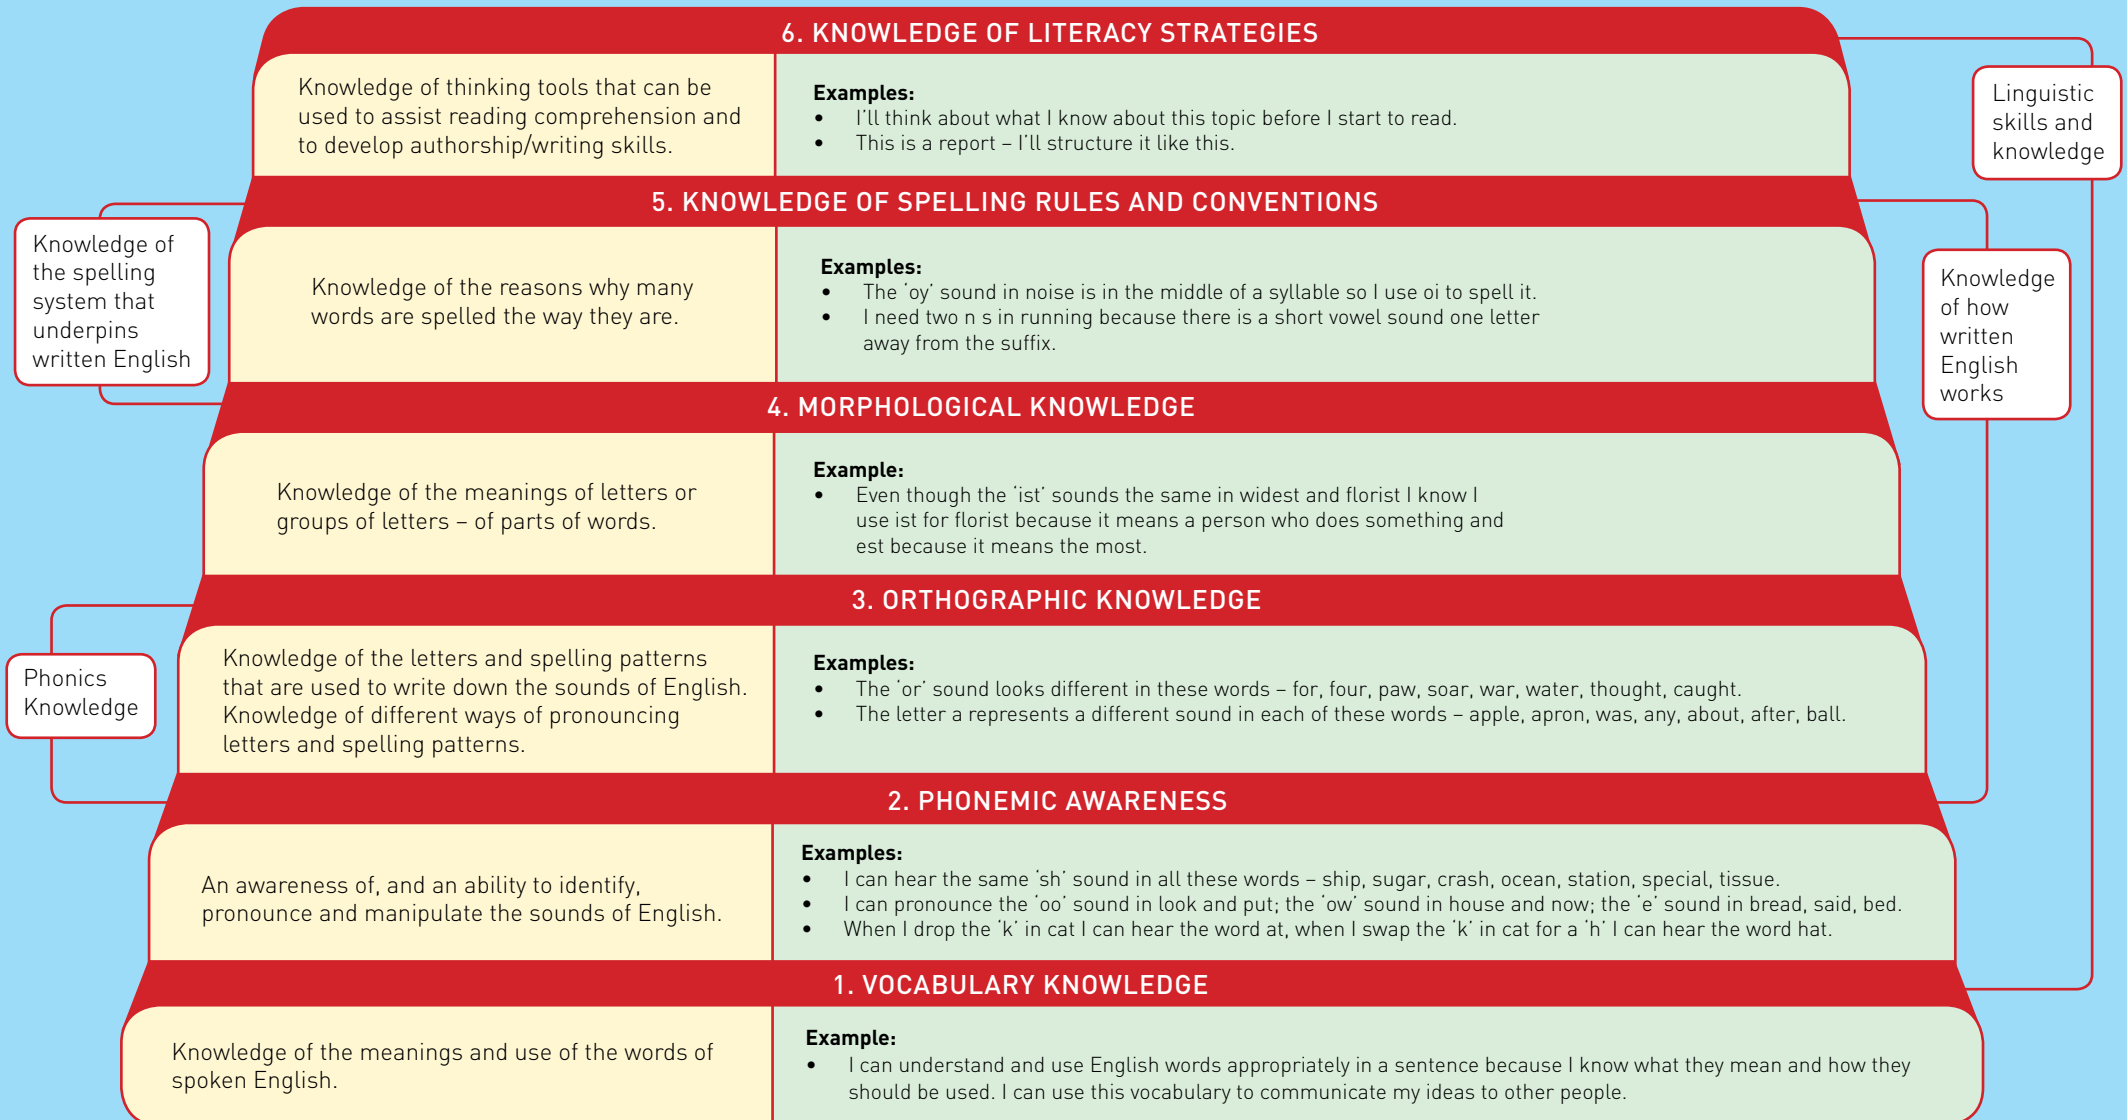 6. KNOWLEDGE OF LITERACY STRATEGIES
Knowledge of thinking tools that can be
used to assist reading comprehension and
to develop authorship/writing skills.
Examples:
• I'll think about what I know about this topic before I start to read.
• This is a report – I'll structure it like this.
Linguistic
skills and
knowledge
5. KNOWLEDGE OF SPELLING RULES AND CONVENTIONS
Knowledge of
the spelling
system that
underpins
written English
Knowledge of the reasons why many
words are spelled the way they are.
Examples:
• The ‘oy’ sound in noise is in the middle of a syllable so I use oi to spell it.
• I need two n s in running because there is a short vowel sound one letter
away from the suffix.
Knowledge
of how
written
English
works
4. MORPHOLOGICAL KNOWLEDGE
Knowledge of the meanings of letters or
groups of letters – of parts of words.
Example:
• Even though the ‘ist’ sounds the same in widest and florist I know I
use ist for florist because it means a person who does something and
est because it means the most.
3. ORTHOGRAPHIC KNOWLEDGE
Phonics
Knowledge
Knowledge of the letters and spelling patterns
that are used to write down the sounds of English.
Knowledge of different ways of pronouncing
letters and spelling patterns.
Examples:
• The ‘or’ sound looks different in these words – for, four, paw, soar, war, water, thought, caught.
• The letter a represents a different sound in each of these words – apple, apron, was, any, about, after, ball.
2. PHONEMIC AWARENESS
An awareness of, and an ability to identify,
pronounce and manipulate the sounds of English.
Examples:
• I can hear the same ‘sh’ sound in all these words – ship, sugar, crash, ocean, station, special, tissue.
• I can pronounce the ‘oo’ sound in look and put; the ‘ow’ sound in house and now; the ‘e’ sound in bread, said, bed.
• When I drop the ‘k’ in cat I can hear the word at, when I swap the ‘k’ in cat for a ‘h’ I can hear the word hat.
1. VOCABULARY KNOWLEDGE
Knowledge of the meanings and use of the words of
spoken English.
Example:
• I can understand and use English words appropriately in a sentence because I know what they mean and how they
should be used. I can use this vocabulary to communicate my ideas to other people.